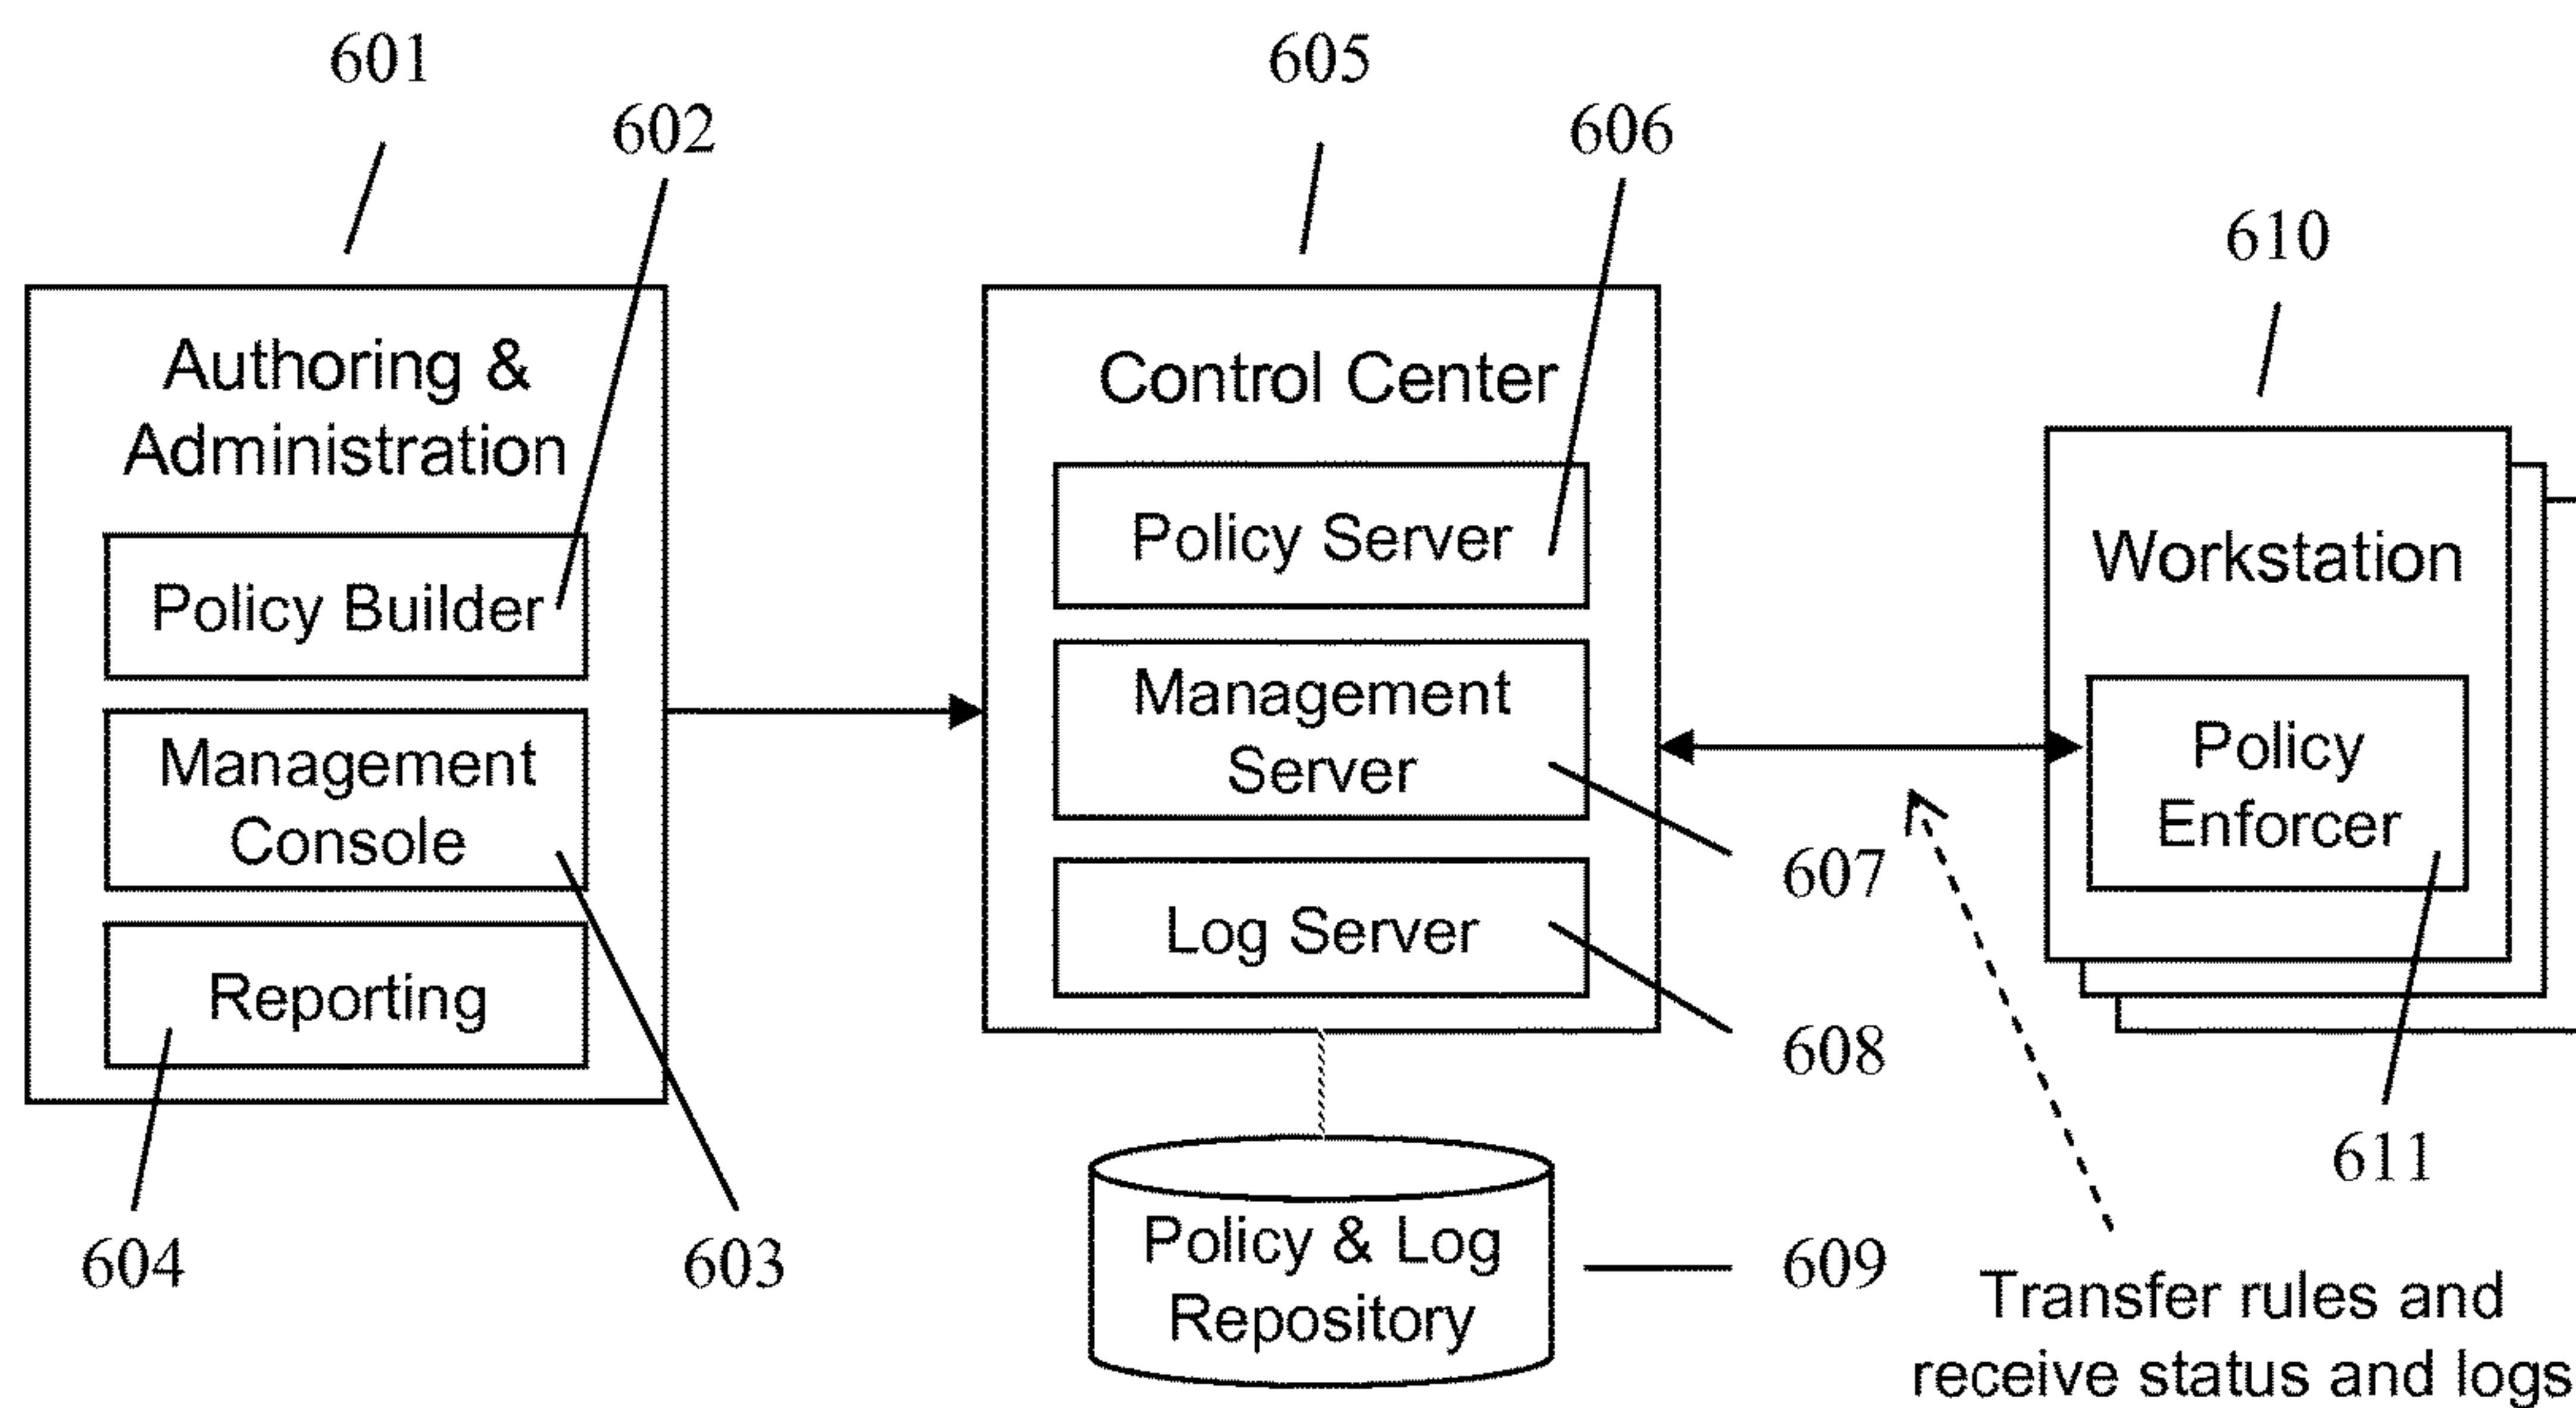 601
602
Authoring &
Administration
Policy Builder
Management
Console
Reporting
604
603
605
606
Control Center
Policy Server
Management
Server
Log Server
607
608
Policy & Log
Repository
609
610
Workstation
Policy
Enforcer
611
Transfer rules and
receive status and logs